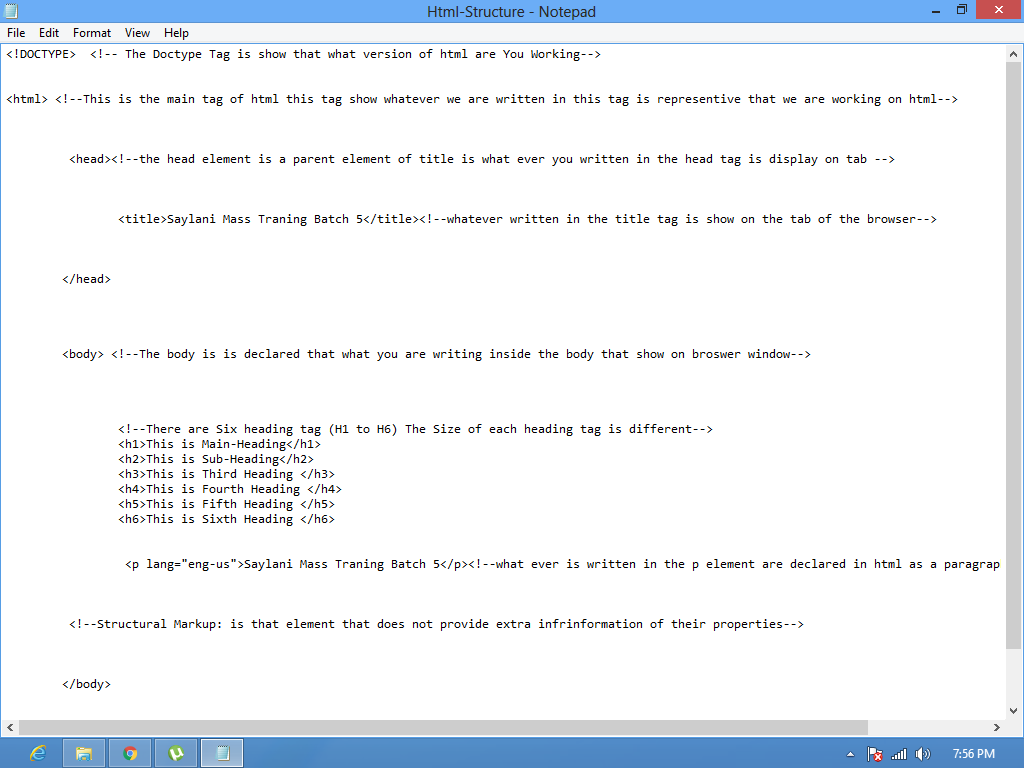 Html-Structure - Notepad
File Edit Format View Help
<!DOCTYPE>  <!-- The Doctype Tag is show that what version of html are You Working-->
<html> <!--This is the main tag of html this tag show whatever we are written in this tag is representive that we are working on html-->
<head><!--the head element is a parent element of title is what ever you written in the head tag is display on tab -->
<title>Saylani Mass Traning Batch 5</title><!--whatever written in the title tag is show on the tab of the browser-->
</head>
<body> <!--The body is is declared that what you are writing inside the body that show on broswer window-->
<!--There are Six heading tag (H1 to H6) The Size of each heading tag is different-->
<h1>This is Main-Heading</h1>
<h2>This is Sub-Heading</h2>
<h3>This is Third Heading </h3>
<h4>This is Fourth Heading </h4>
<h5>This is Fifth Heading </h5>
<h6>This is Sixth Heading </h6>
<p lang="eng-us">Saylani Mass Traning Batch 5</p><!--what ever is written in the p element are declared in html as a paragrap
<!--Structural Markup: is that element that does not provide extra infrinformation of their properties-->
</body>
7:56 PM